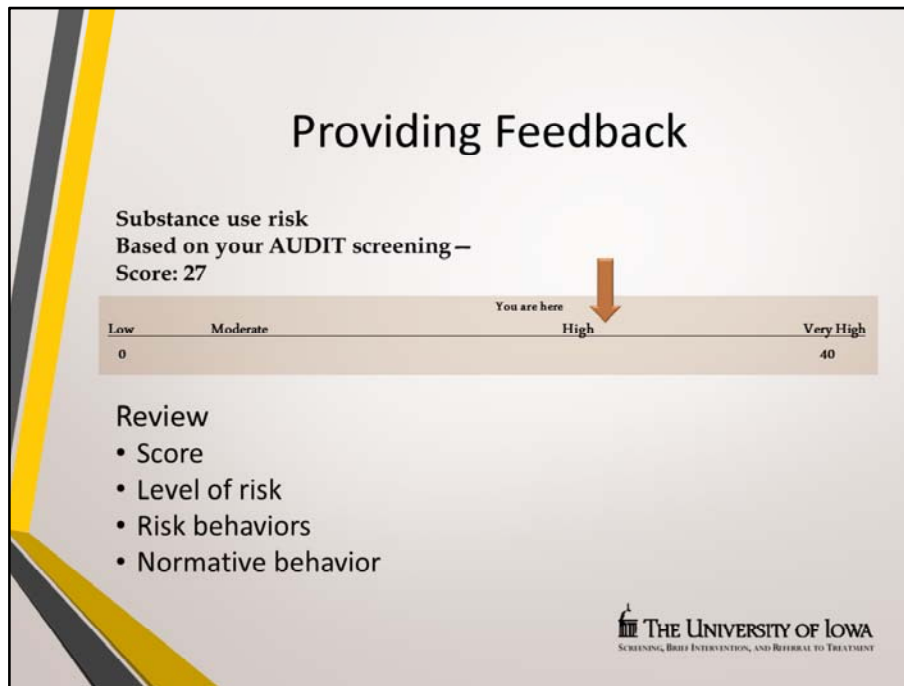 Providing Feedback
Substance use risk
Based on your AUDIT screening—
Score: 27
You are here
Low Moderate High Very High
0 40
Review
• Score
• Level of risk
• Risk behaviors
• Normative behavior
THE UNIVERSITY OF IOWA
SCREENING, BRIEF INTERVENTION, AND REFERRAL TO TREATMENT